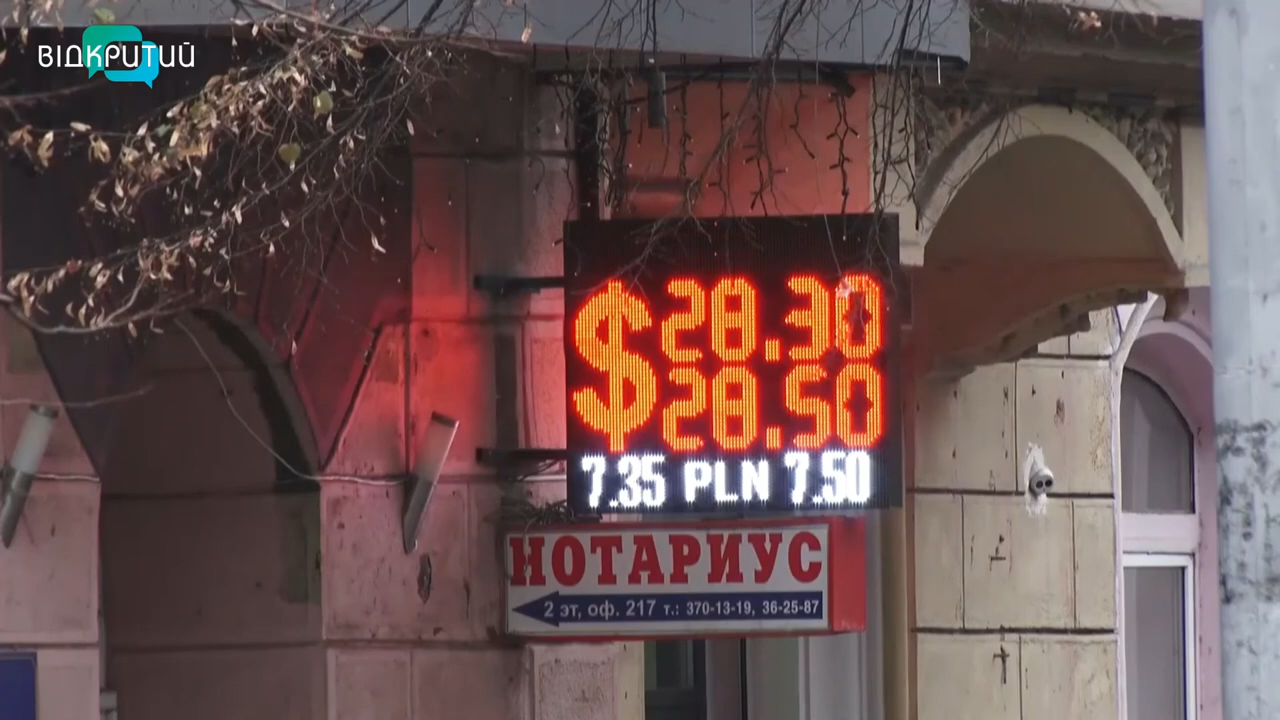 ВІДКРИТИЙ
$ 28.30
28.50
7.35 PLN 7.50
НОТАРИУС
2 эт, оф. 217 т.: 370-13-19, 36-25-87